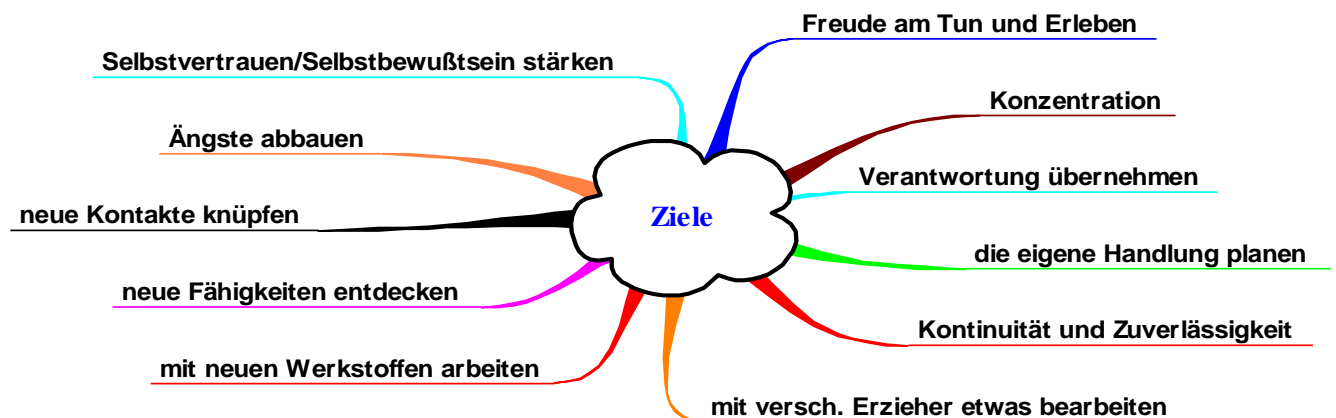 Freude am Tun und Erleben
Selbstvertrauen/Selbstbewußtsein stärken
Konzentration
Ängste abbauen
Verantwortung übernehmen
neue Kontakte knüpfen
Ziele
die eigene Handlung planen
neue Fähigkeiten entdecken
Kontinuität und Zuverlässigkeit
mit neuen Werkstoffen arbeiten
mit versch. Erzieher etwas bearbeiten